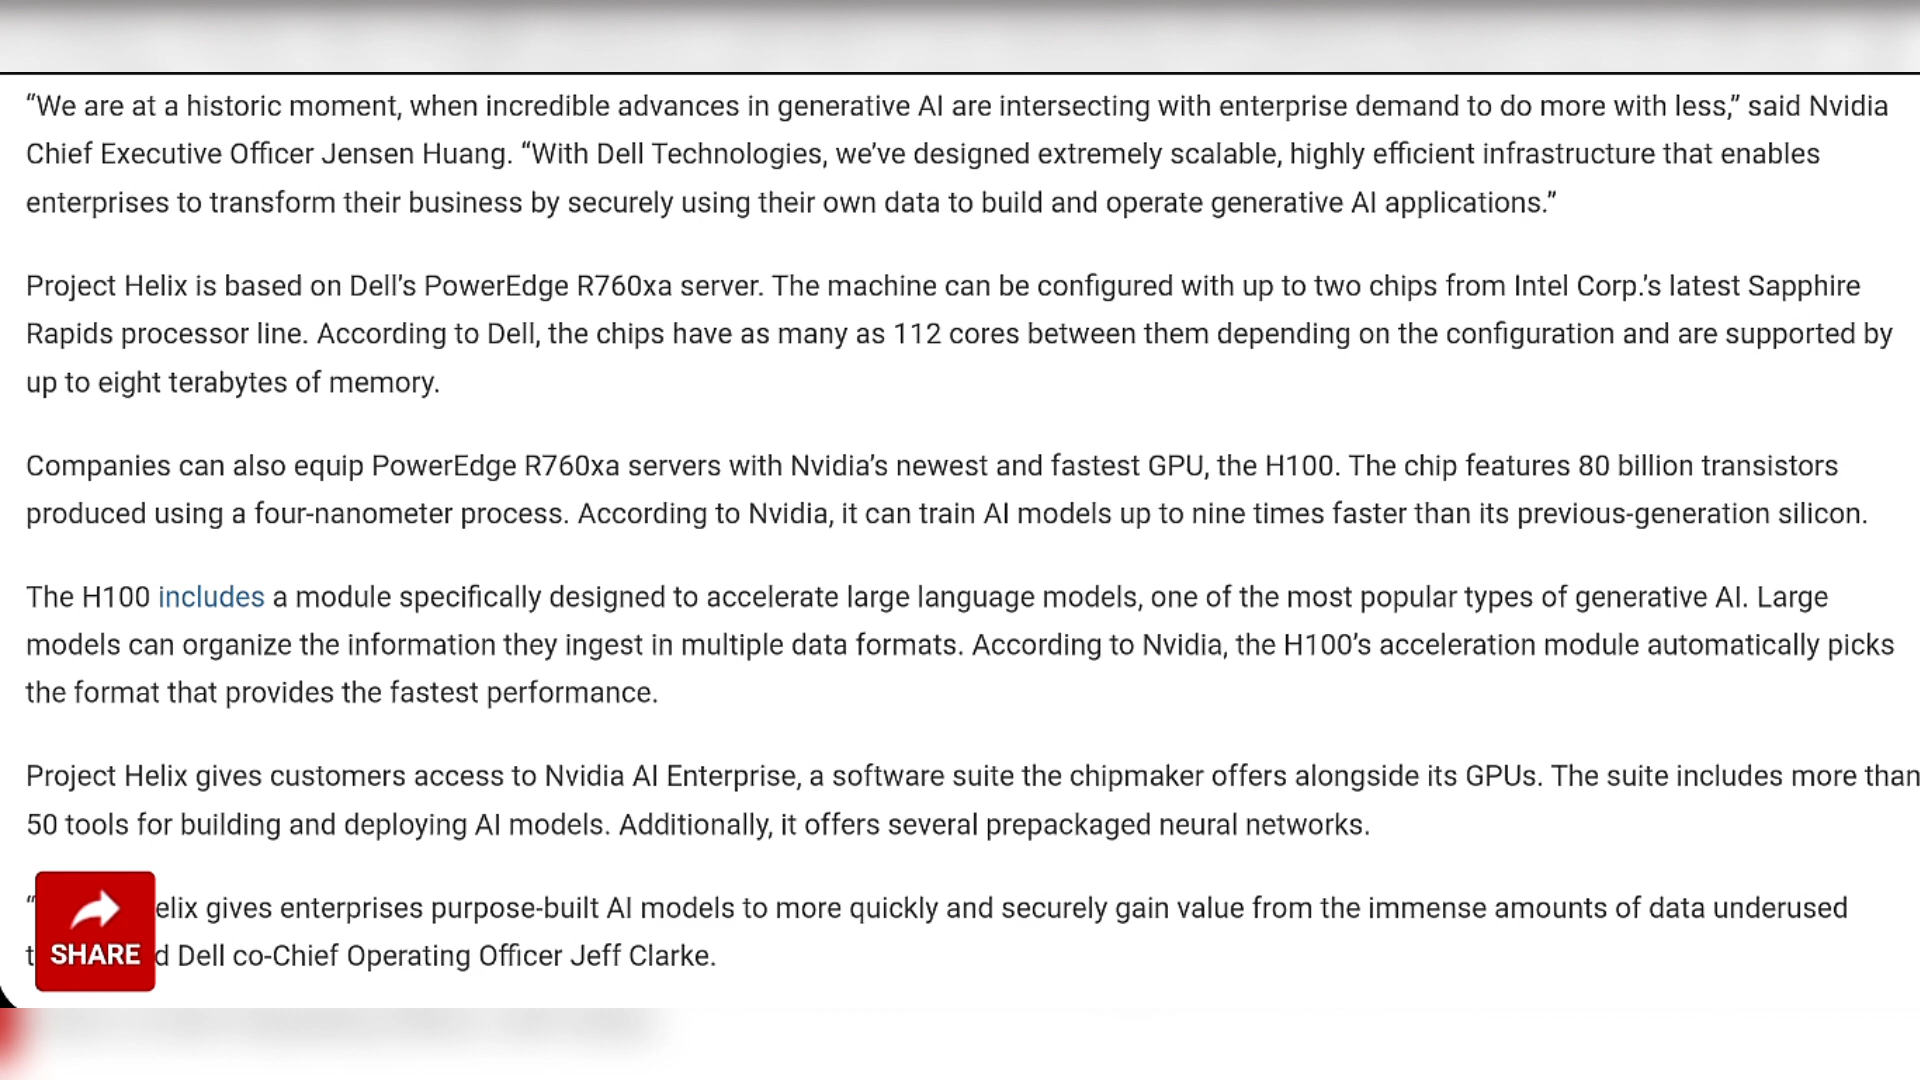 “We are at a historic moment, when incredible advances in generative AI are intersecting with enterprise demand to do more with less,” said Nvidia
Chief Executive Officer Jensen Huang. “With Dell Technologies, we’ve designed extremely scalable, highly efficient infrastructure that enables
enterprises to transform their business by securely using their own data to build and operate generative AI applications.”
Project Helix is based on Dell’s PowerEdge R760xa server. The machine can be configured with up to two chips from Intel Corp.’s latest Sapphire
Rapids processor line. According to Dell, the chips have as many as 112 cores between them depending on the configuration and are supported by
up to eight terabytes of memory.
Companies can also equip PowerEdge R760xa servers with Nvidia’s newest and fastest GPU, the H100. The chip features 80 billion transistors
produced using a four-nanometer process. According to Nvidia, it can train AI models up to nine times faster than its previous-generation silicon.
The H100 includes a module specifically designed to accelerate large language models, one of the most popular types of generative AI. Large
models can organize the information they ingest in multiple data formats. According to Nvidia, the H100’s acceleration module automatically picks
the format that provides the fastest performance.
Project Helix gives customers access to Nvidia AI Enterprise, a software suite the chipmaker offers alongside its GPUs. The suite includes more than
50 tools for building and deploying AI models. Additionally, it offers several prepackaged neural networks.
“ elix gives enterprises purpose-built AI models to more quickly and securely gain value from the immense amounts of data underused
t d Dell co-Chief Operating Officer Jeff Clarke.
SHARE